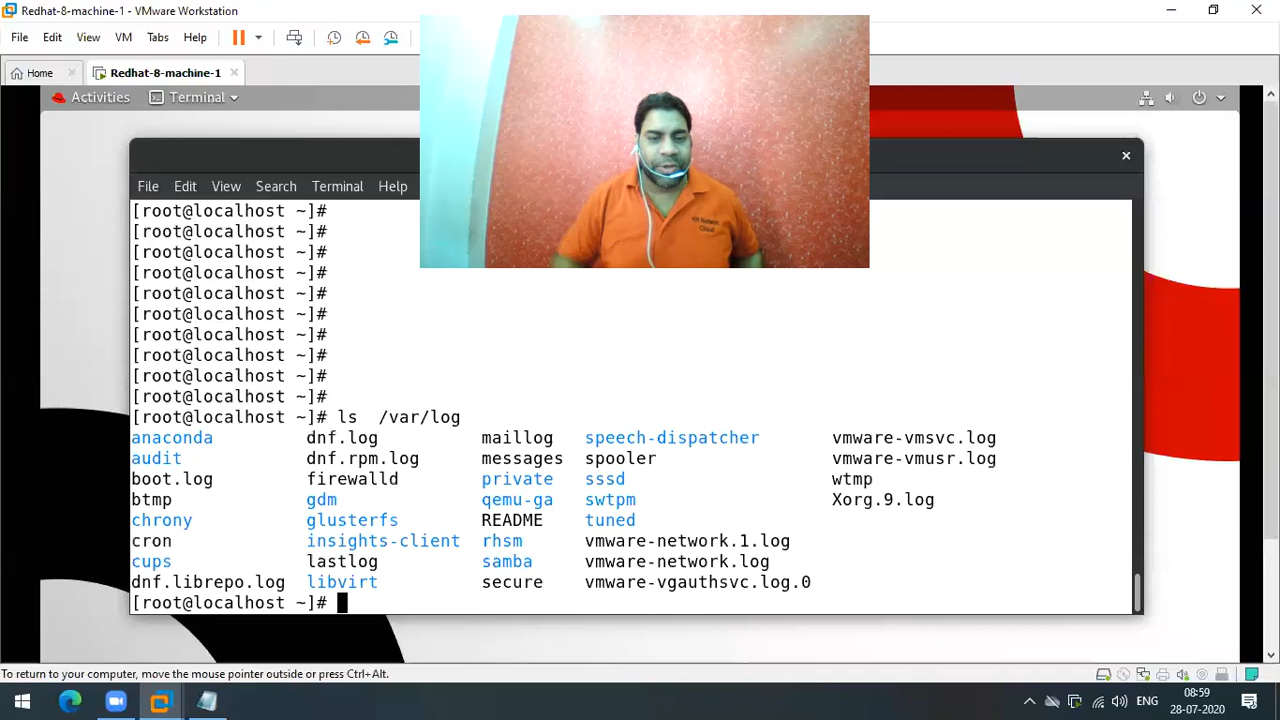 Redhat-8-machine-1 - VMware Workstation
File Edit View VM Tabs Help
Home Redhat-8-machine-1
Activities Terminal
File Edit View Search Terminal Help
[root@localhost ~]#
[root@localhost ~]#
[root@localhost ~]#
[root@localhost ~]#
[root@localhost ~]#
[root@localhost ~]#
[root@localhost ~]#
[root@localhost ~]#
[root@localhost ~]#
[root@localhost ~]#
[root@localhost ~]# ls  /var/log
anaconda dnf.log maillog speech-dispatcher vmware-vmsvc.log
audit dnf.rpm.log messages spooler vmware-vmusr.log
boot.log firewalld private sssd wtmp
btmp gdm qemu-ga swtpm Xorg.9.log
chrony glusterfs README tuned
cron insights-client rhsm vmware-network.1.log
cups lastlog samba vmware-network.log
dnf.librepo.log libvirt secure vmware-vgauthsvc.log.0
[root@localhost ~]#
To return to your computer, move the mouse pointer outside or press Ctrl+Alt.
ENG 08:59
28-07-2020